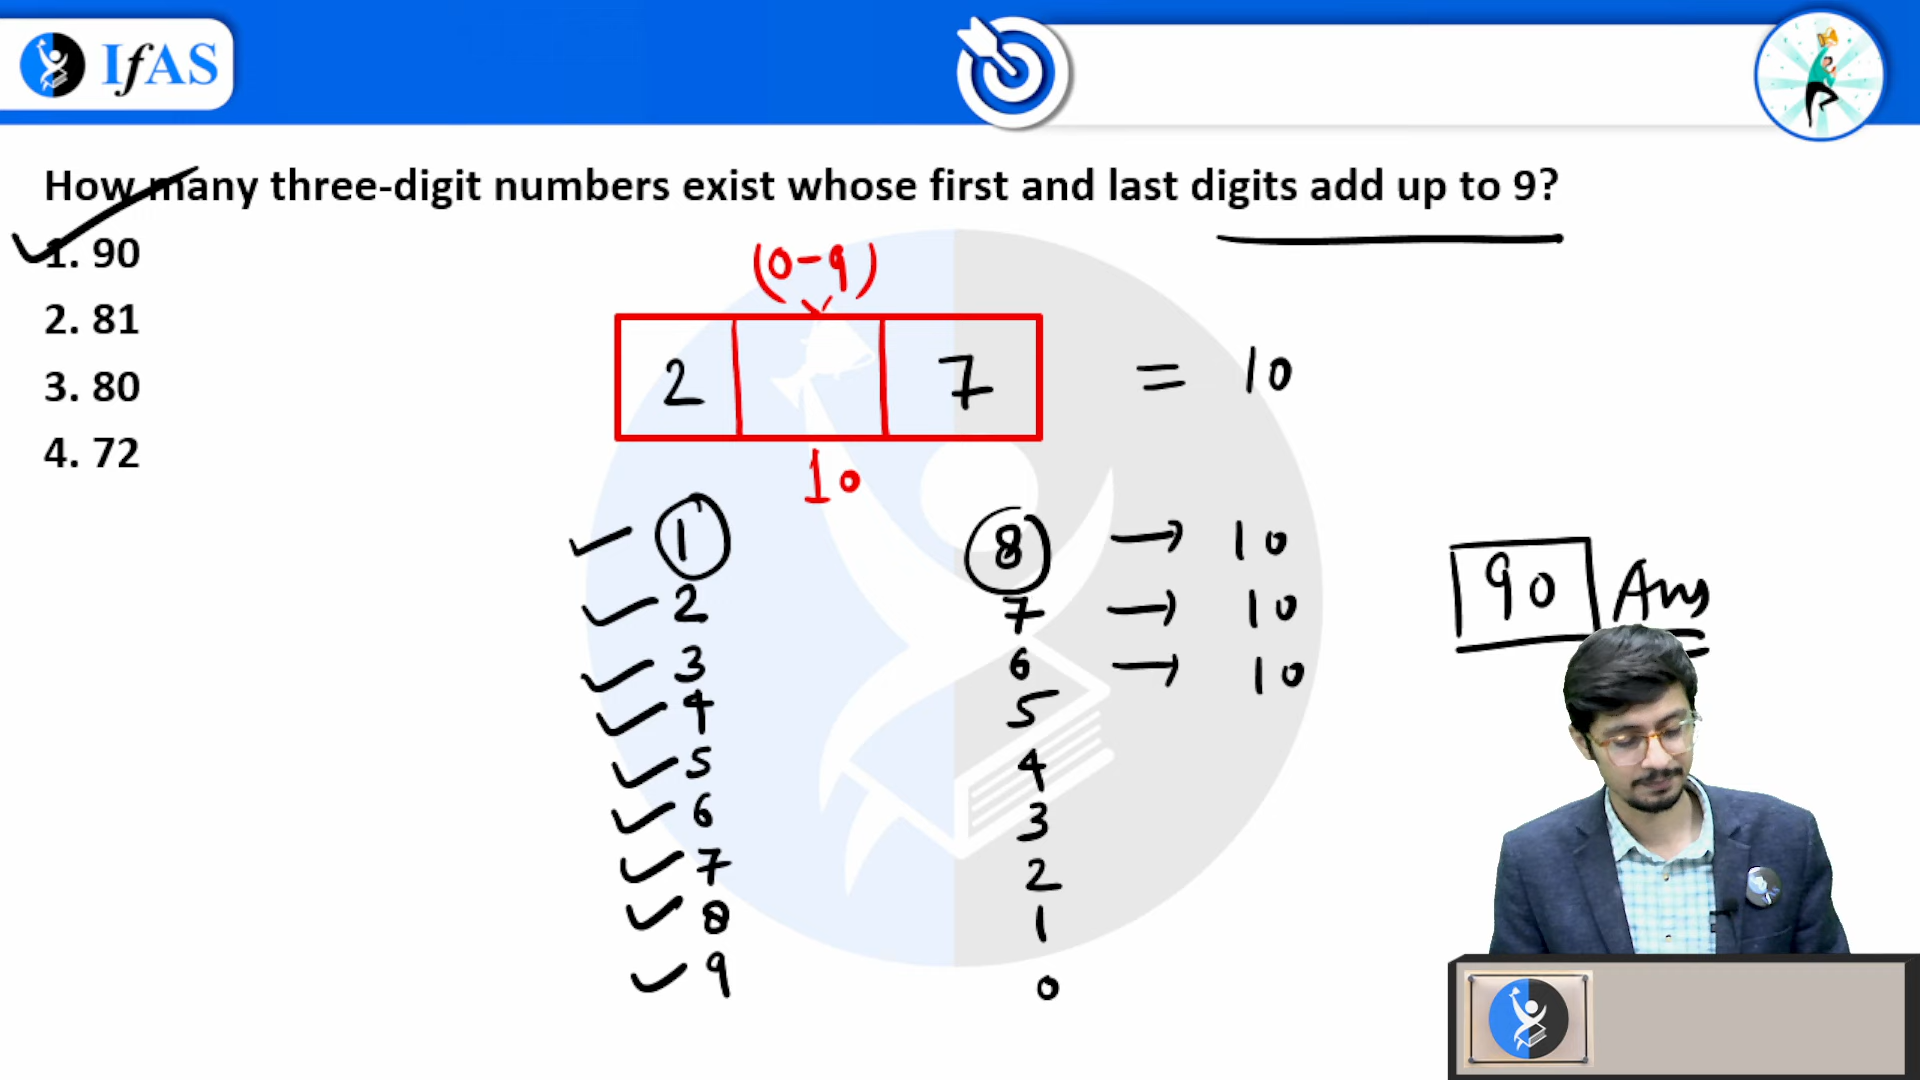 IfAS
How many three-digit numbers exist whose first and last digits add up to 9?
1. 90
2. 81
3. 80
4. 72
(0-9)
2 7 = 10
10
1 8 → 10
2 7 → 10
3 6 → 10
4 5
5 4
6 3
7 2
8 1
9 0
90 Ans